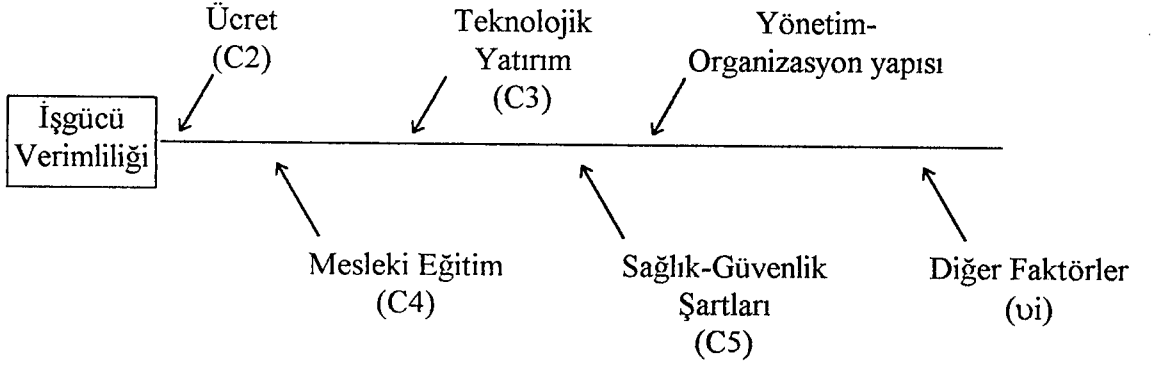 Ücret
(C2)
Teknolojik
Yatırım
(C3)
Yönetim-
Organizasyon yapısı
İşgücü
Verimliliği
Mesleki Eğitim
(C4)
Sağlık-Güvenlik
Şartları
(C5)
Diğer Faktörler
(υi)